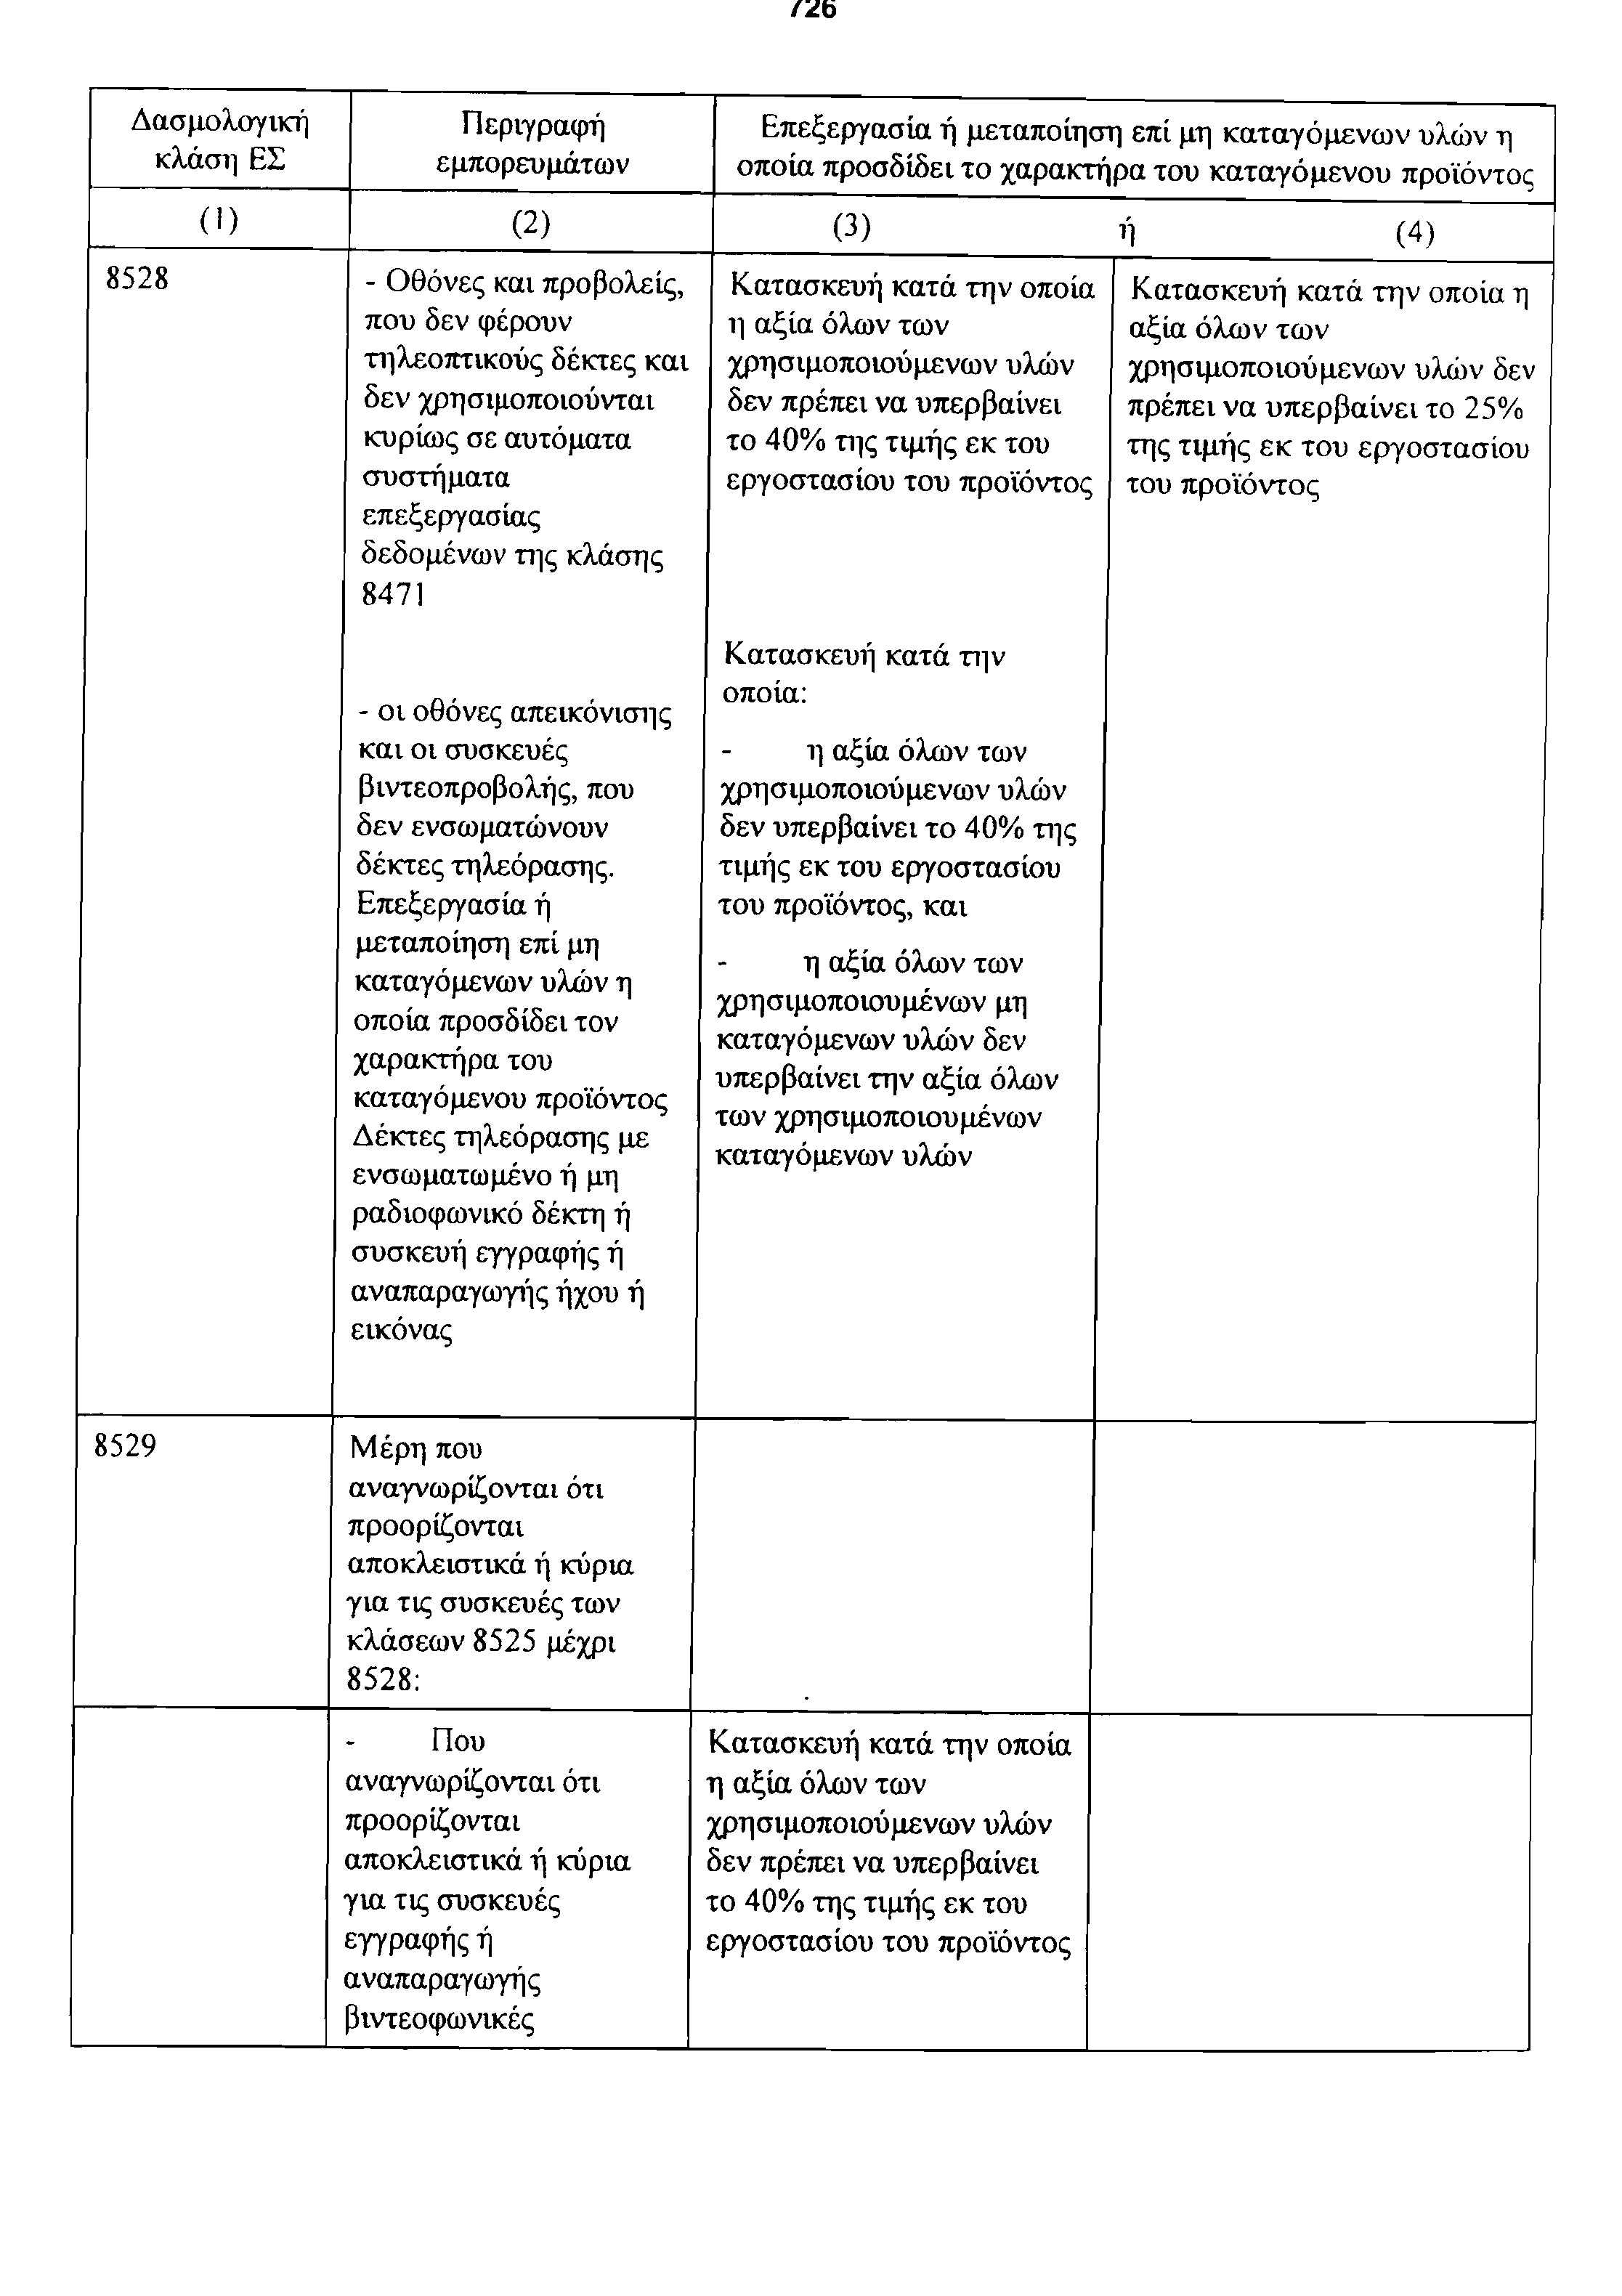 726
Δασμολογική
κλάση ΕΣ
Περιγραφή
εμπορευμάτων
Επεξεργασία ή μεταποίηση επί μη καταγόμενων υλών η
οποία προσδίδει το χαρακτήρα του καταγόμενου προϊόντος
(1)
(2)
(3)
ή
(4)
8528
- Οθόνες και προβολείς,
που δεν φέρουν
τηλεοπτικούς δέκτες και
δεν χρησιμοποιούνται
κυρίως σε αυτόματα
συστήματα
επεξεργασίας
δεδομένων της κλάσης
8471
Κατασκευή κατά την οποία
η αξία όλων των
χρησιμοποιούμενων υλών
δεν πρέπει να υπερβαίνει
το 40% της τιμής εκ του
εργοστασίου του προϊόντος
Κατασκευή κατά την οποία η
αξία όλων των
χρησιμοποιούμενων υλών δεν
πρέπει να υπερβαίνει το 25%
της τιμής εκ του εργοστασίου
του προϊόντος
- οι οθόνες απεικόνισης
και οι συσκευές
βιντεοπροβολής, που
δεν ενσωματώνουν
δέκτες τηλεόρασης.
Επεξεργασία ή
μεταποίηση επί μη
καταγόμενων υλών η
οποία προσδίδει τον
χαρακτήρα του
καταγόμενου προϊόντος
Δέκτες τηλεόρασης με
ενσωματωμένο ή μη
ραδιοφωνικό δέκτη ή
συσκευή εγγραφής ή
αναπαραγωγής ήχου ή
εικόνας
Κατασκευή κατά την
οποία:
- η αξία όλων των
χρησιμοποιούμενων υλών
δεν υπερβαίνει το 40% της
τιμής εκ του εργοστασίου
του προϊόντος, και
- η αξία όλων των
χρησιμοποιουμένων μη
καταγόμενων υλών δεν
υπερβαίνει την αξία όλων
των χρησιμοποιουμένων
καταγόμενων υλών
8529
Μέρη που
αναγνωρίζονται ότι
προορίζονται
αποκλειστικά ή κύρια
για τις συσκευές των
κλάσεων 8525 μέχρι
8528:
- Που
αναγνωρίζονται ότι
προορίζονται
αποκλειστικά ή κύρια
για τις συσκευές
εγγραφής ή
αναπαραγωγής
βιντεοφωνικές
Κατασκευή κατά την οποία
η αξία όλων των
χρησιμοποιούμενων υλών
δεν πρέπει να υπερβαίνει
το 40% της τιμής εκ του
εργοστασίου του προϊόντος